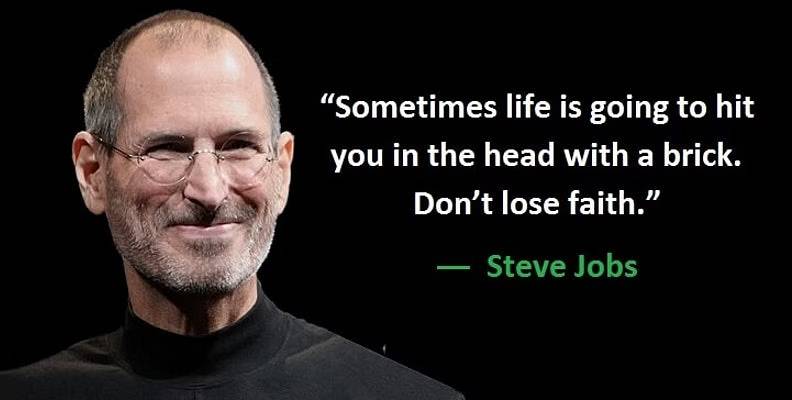 “Sometimes life is going to hit
you in the head with a brick.
Don’t lose faith.”
— Steve Jobs